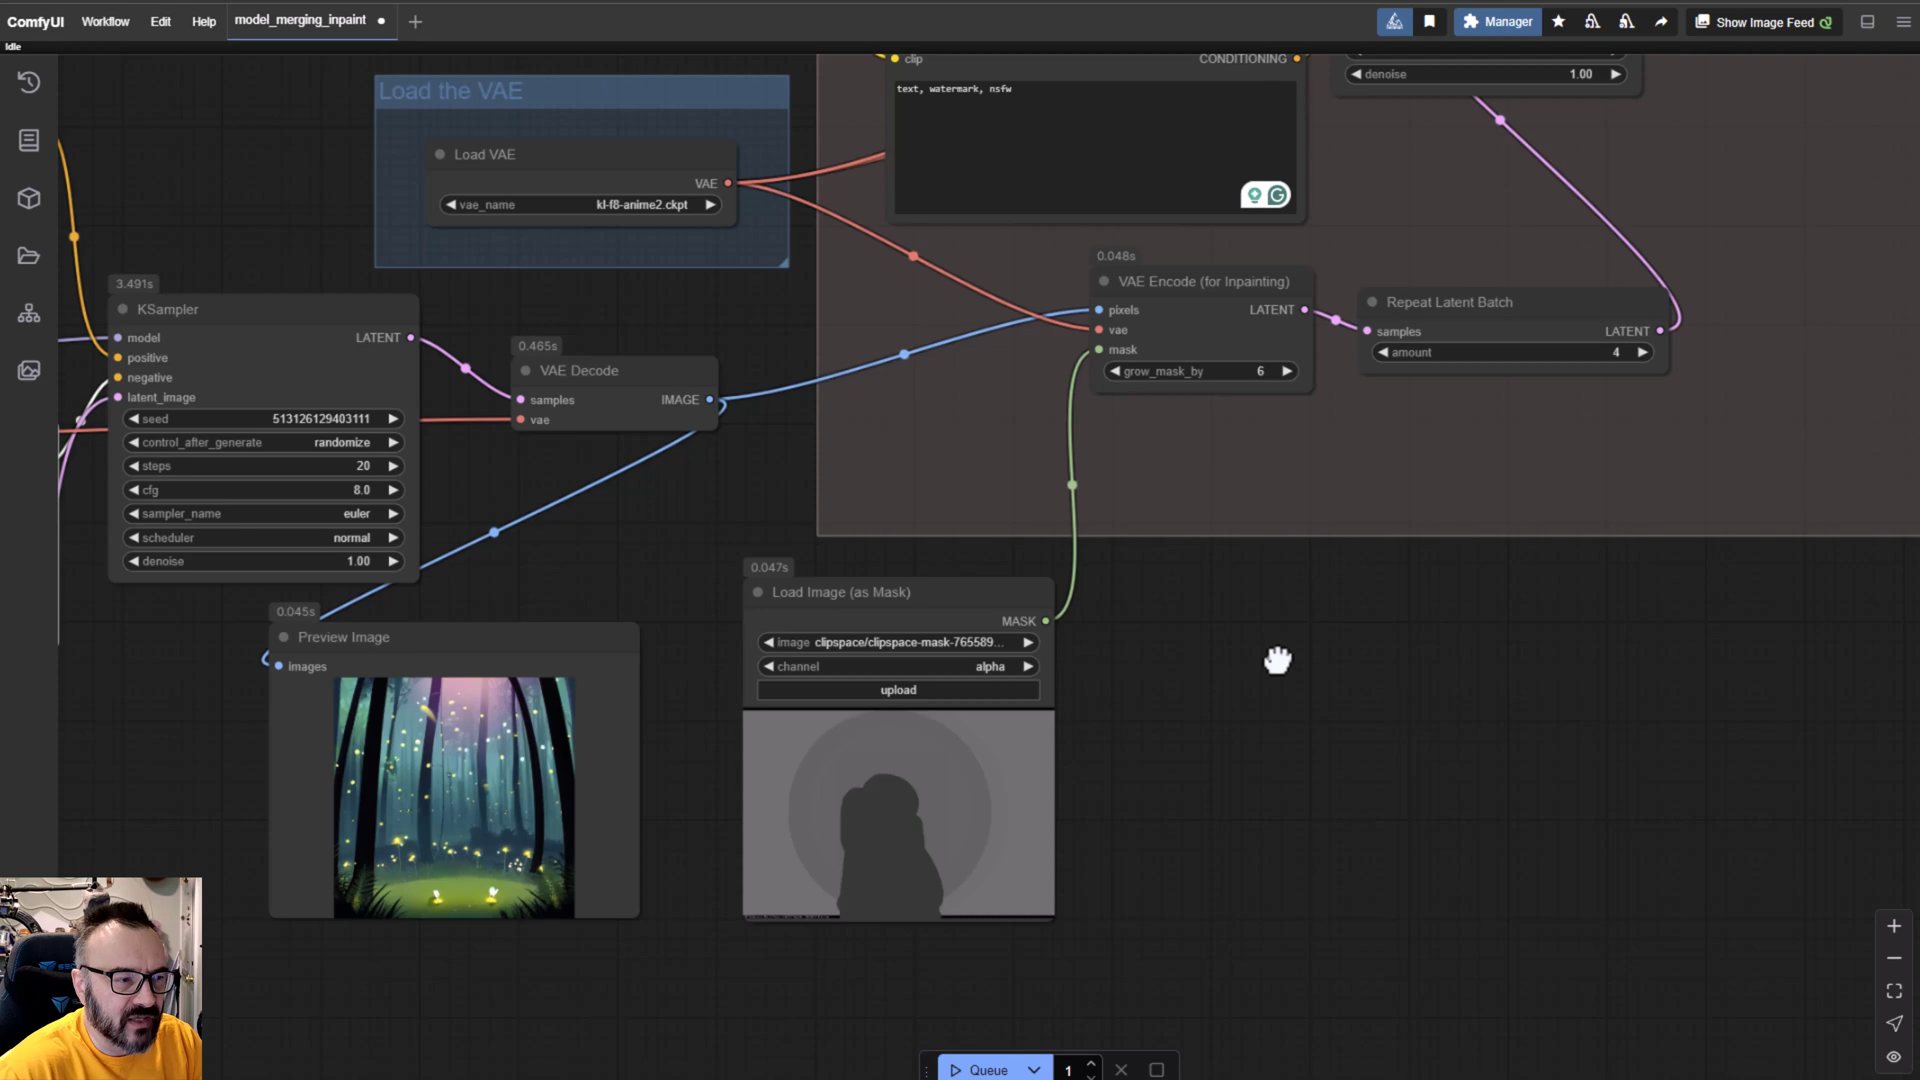 ComfyUI Workflow Edit Help model_merging_inpaint
Manager Show Image Feed
Idle
clip CONDITIONING
text, watermark, nsfw
denoise 1.00
Load the VAE
Load VAE
VAE
vae_name kl-f8-anime2.ckpt
3.491s
KSampler
model LATENT
positive
negative
latent_image
seed 513126129403111
control_after_generate randomize
steps 20
cfg 8.0
sampler_name euler
scheduler normal
denoise 1.00
0.465s
VAE Decode
samples IMAGE
vae
0.048s
VAE Encode (for Inpainting)
pixels LATENT
vae
mask
grow_mask_by 6
Repeat Latent Batch
samples LATENT
amount 4
0.045s
Preview Image
images
0.047s
Load Image (as Mask)
MASK
image clipspace/clipspace-mask-765589...
channel alpha
upload
Queue 1